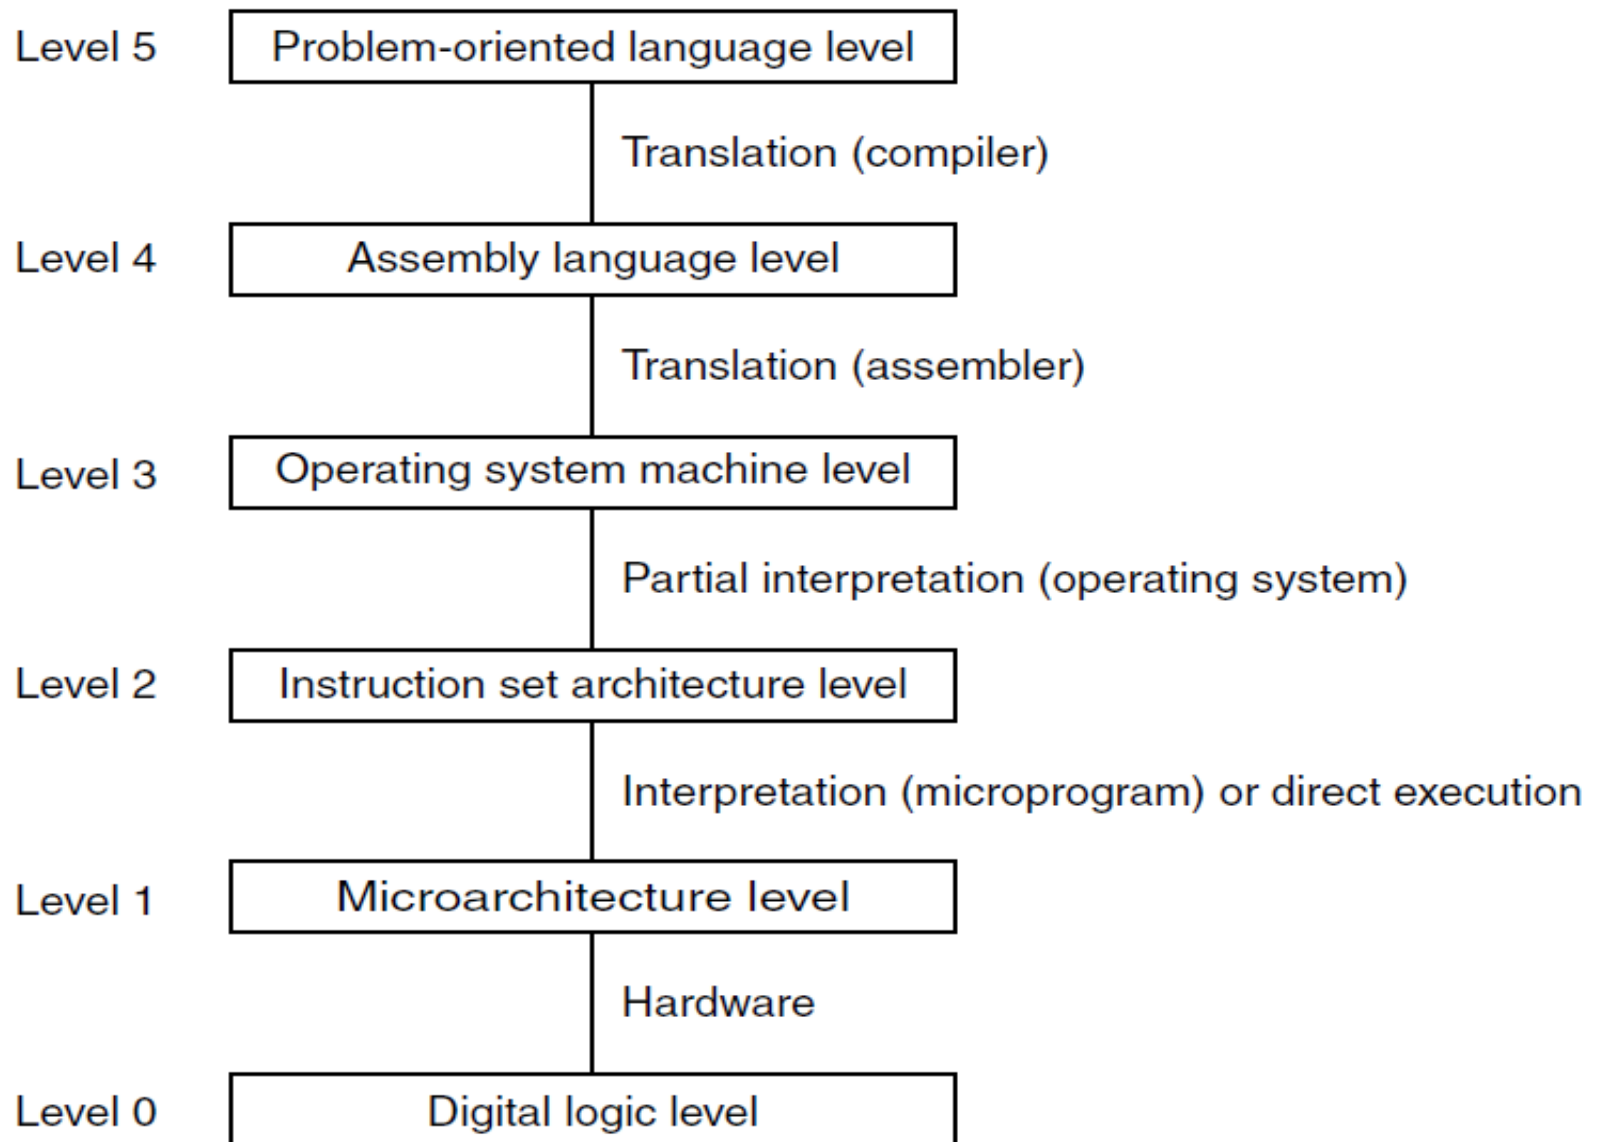 Level 5 Problem-oriented language level
Translation (compiler)
Level 4 Assembly language level
Translation (assembler)
Level 3 Operating system machine level
Partial interpretation (operating system)
Level 2 Instruction set architecture level
Interpretation (microprogram) or direct execution
Level 1 Microarchitecture level
Hardware
Level 0 Digital logic level